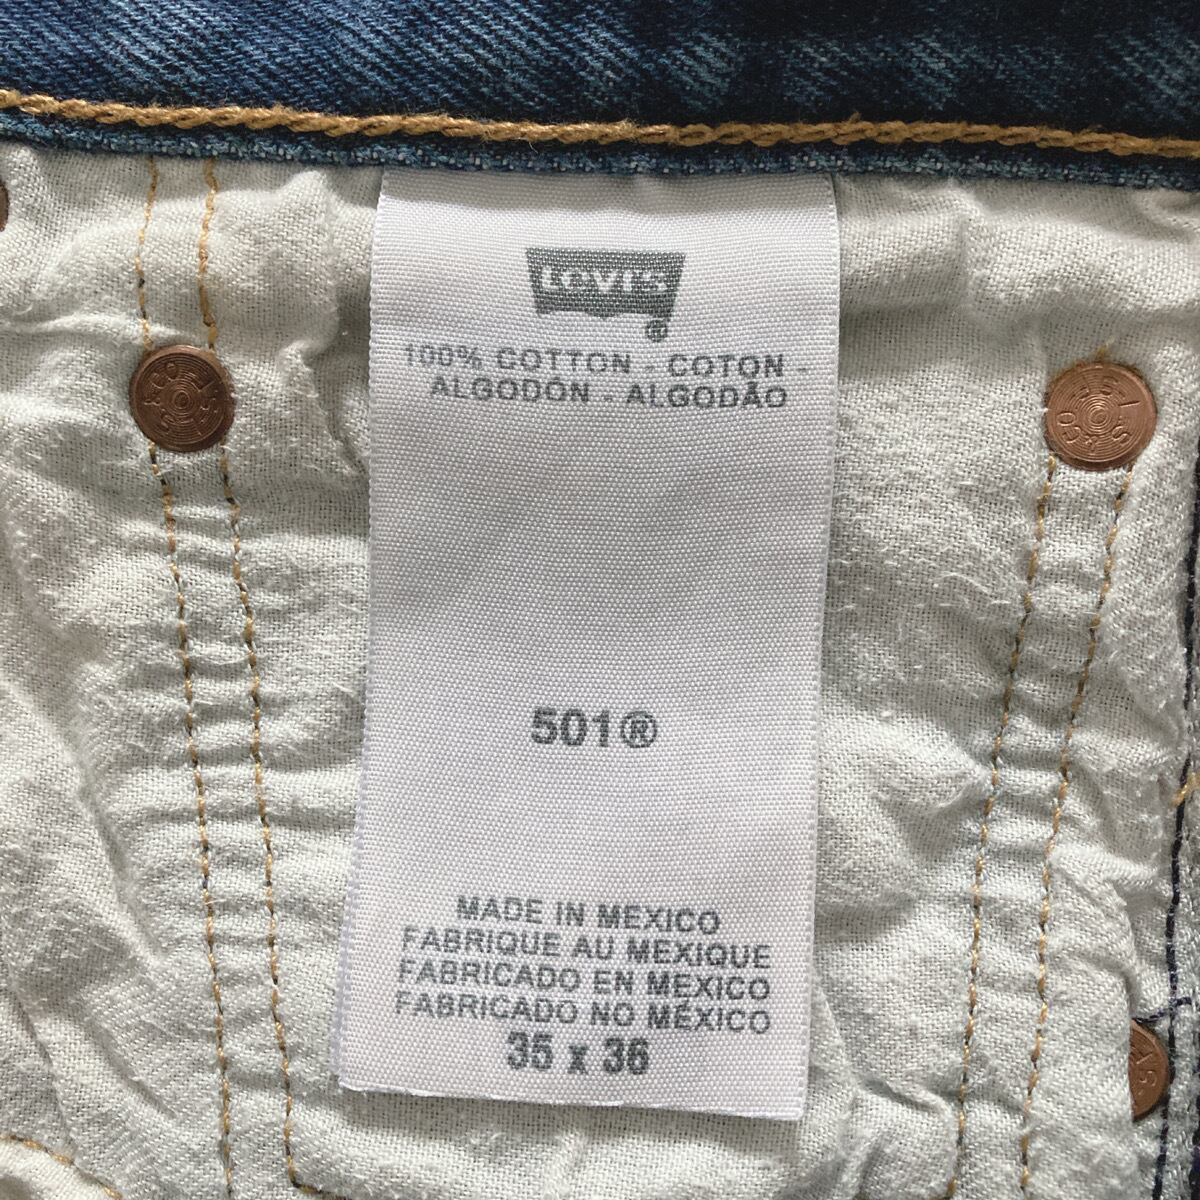 Levi's
®
100% COTTON - COTON -
ALGODÓN - ALGODÃO
501®
MADE IN MEXICO
FABRIQUE AU MEXIQUE
FABRICADO EN MEXICO
FABRICADO NO MÉXICO
35 x 36